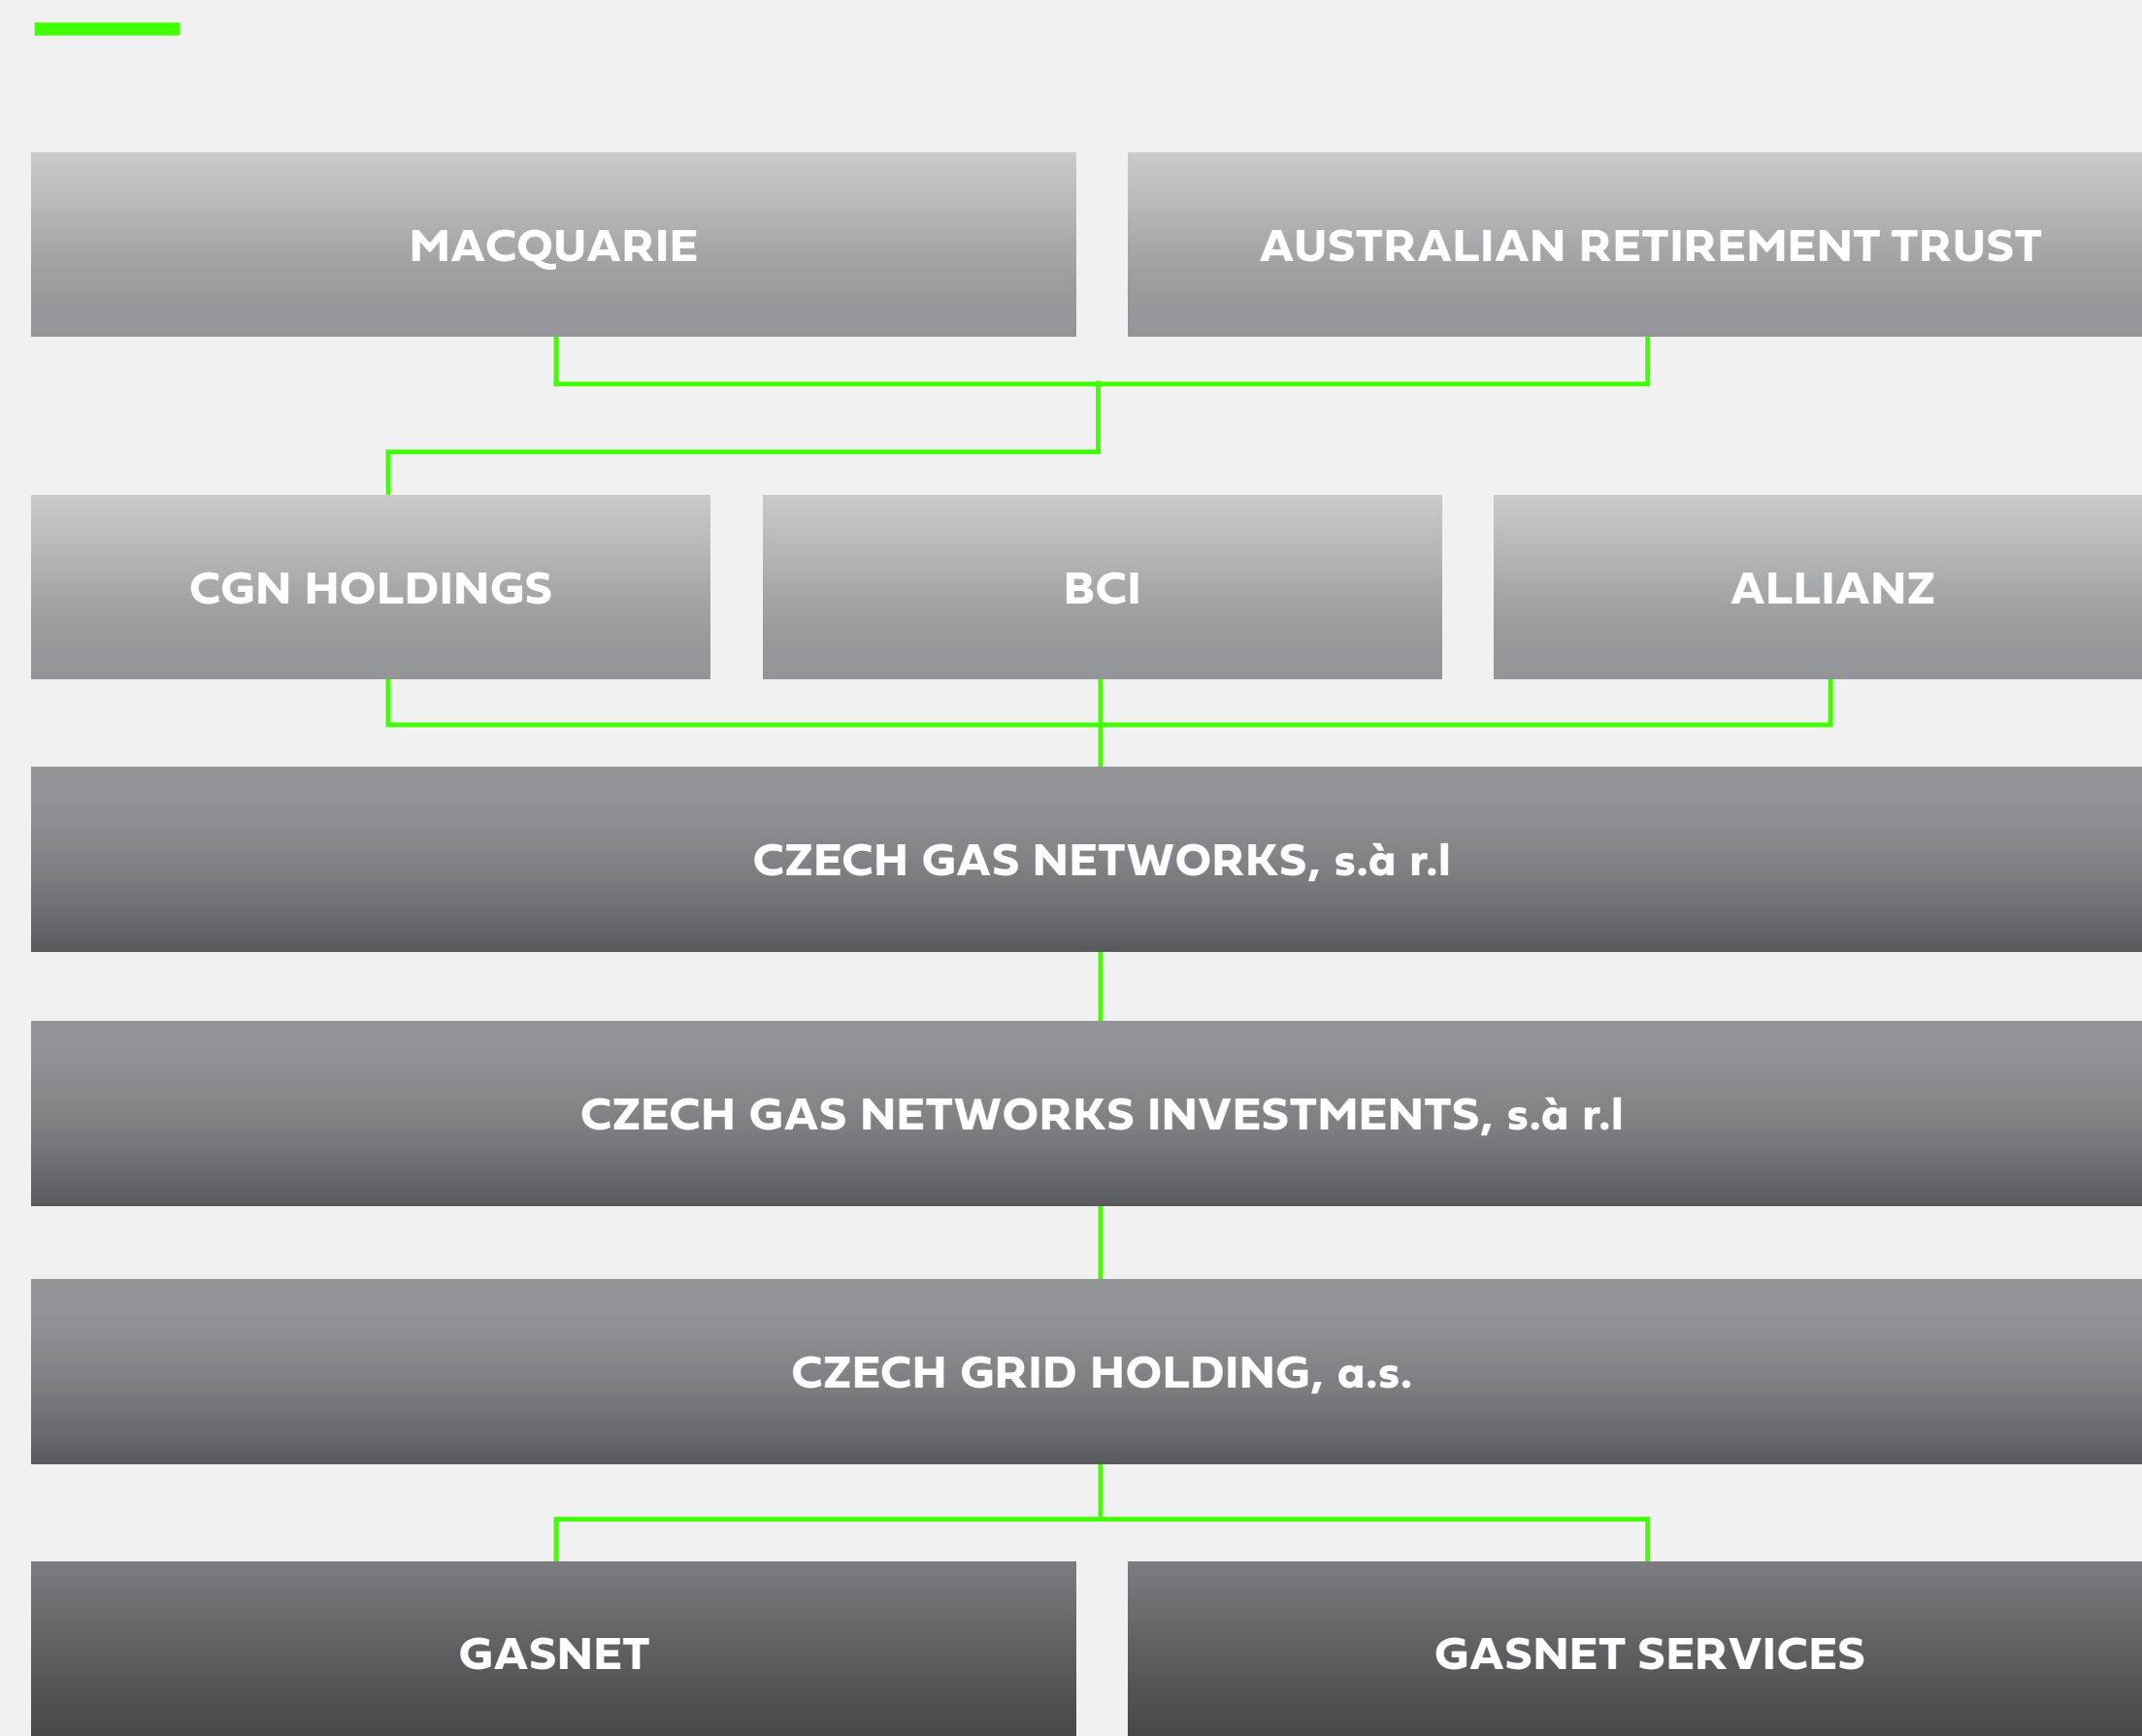 MACQUARIE
AUSTRALIAN RETIREMENT TRUST
CGN HOLDINGS
BCI
ALLIANZ
CZECH GAS NETWORKS, s.à r.l
CZECH GAS NETWORKS INVESTMENTS, s.à r.l
CZECH GRID HOLDING, a.s.
GASNET
GASNET SERVICES